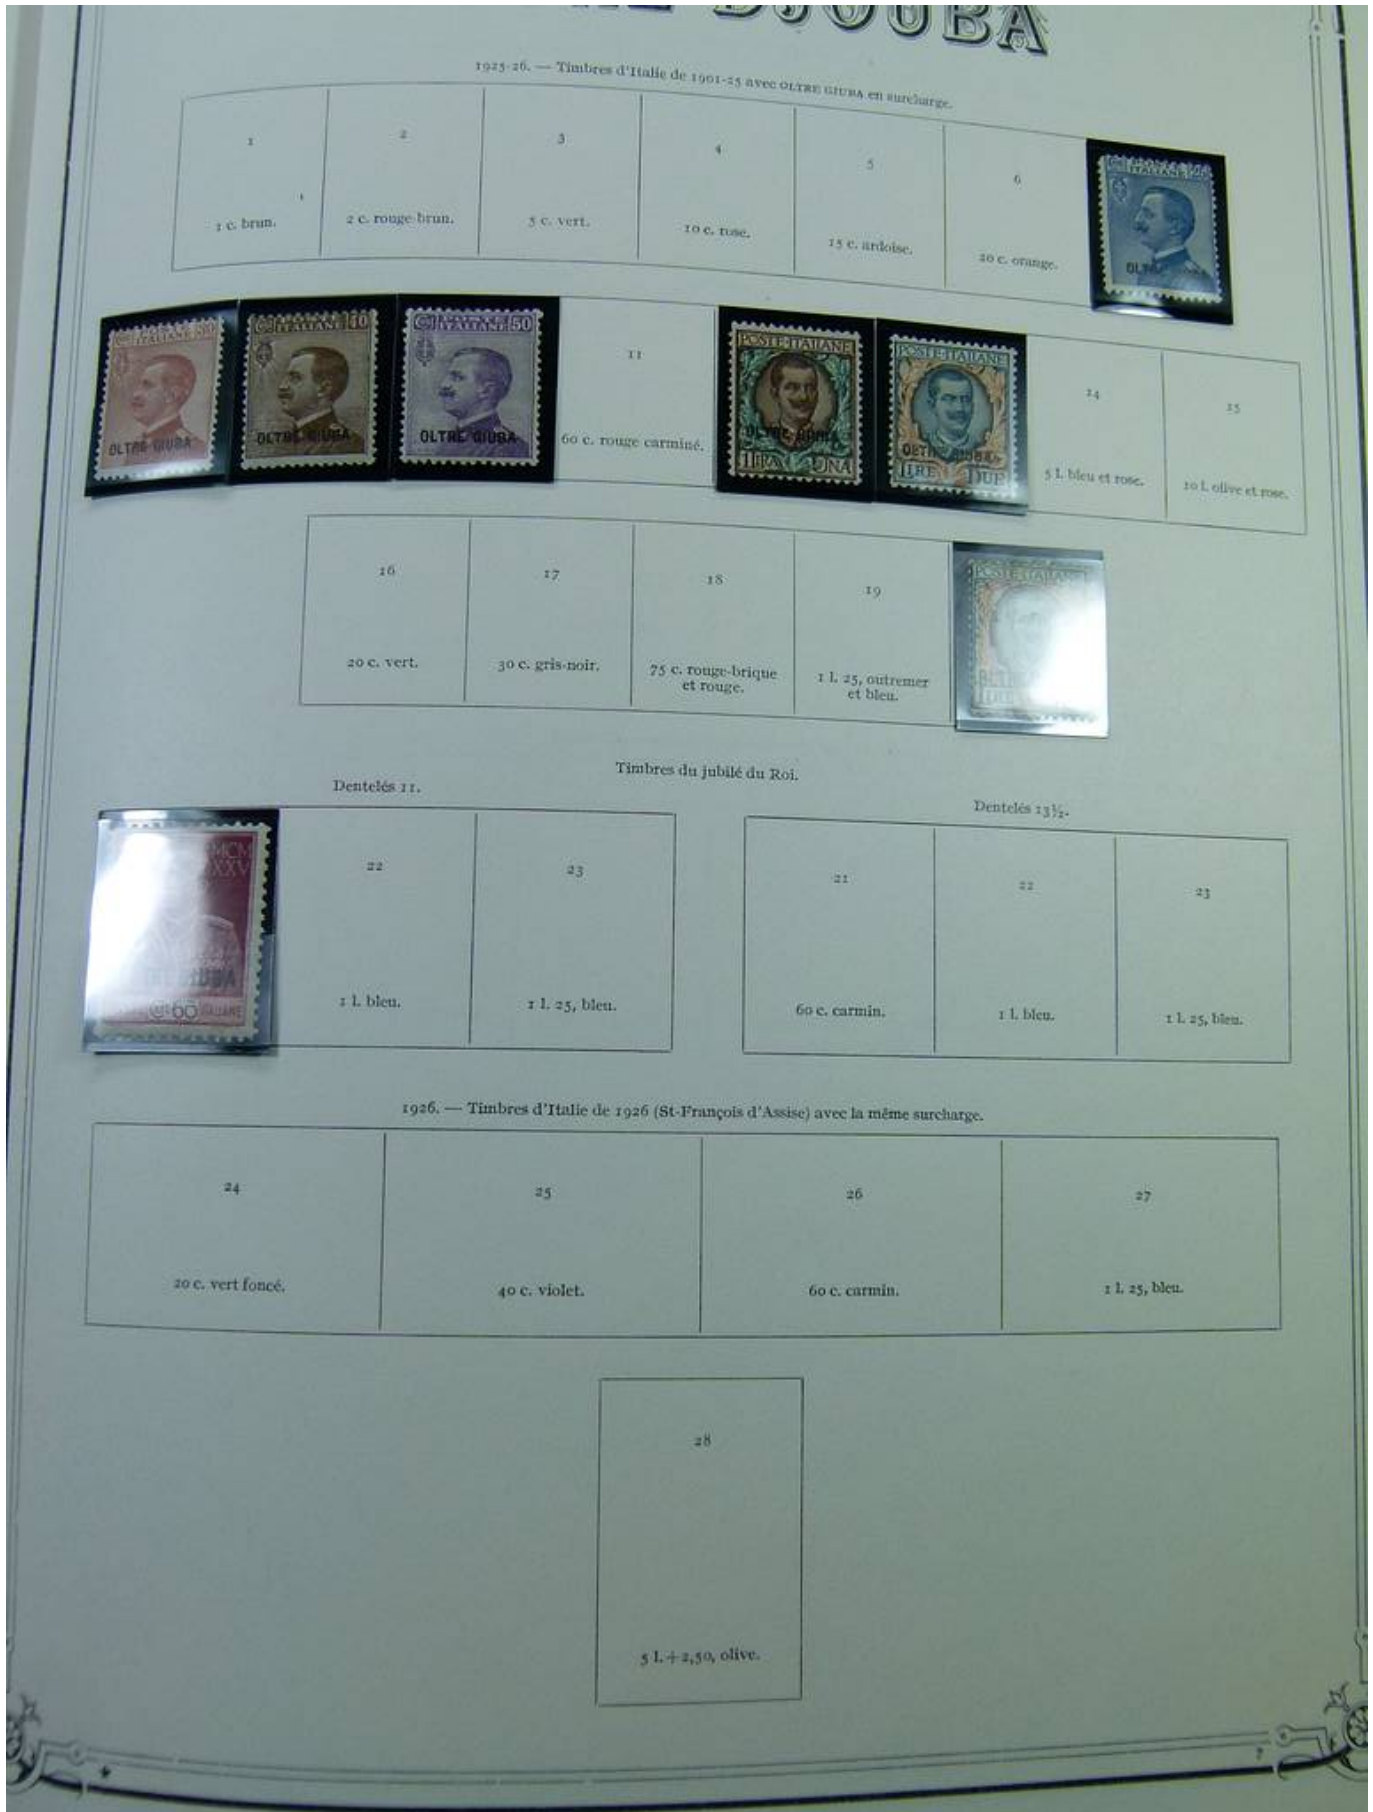 DJOUBA
1925-26. — Timbres d'Italie de 1901-25 avec OLTRE GIUBA en surcharge.
1
2
3
4
5
6
1 c. brun.
2 c. rouge-brun.
5 c. vert.
10 c. rose.
15 c. ardoise.
20 c. orange.
ITALIANE
POSTE
ITALIANE 40
OLTRE GIUBA
POSTE
ITALIANE 50
OLTRE GIUBA
OLTRE GIUBA
11
60 c. rouge carminé.
POSTE·ITALIANE
1 LIRA UNA
POSTE·ITALIANE
OLTRE GIUBA
LIRE DUE
14
15
5 l. bleu et rose.
10 l. olive et rose.
16
17
18
19
20 c. vert.
30 c. gris-noir.
75 c. rouge-brique
et rouge.
1 l. 25, outremer
et bleu.
POSTE·ITALIANE
Timbres du jubilé du Roi.
Dentelés 11.
Dentelés 13½.
MCM
XXV
GIUBA
60
22
23
21
22
23
1 l. bleu.
1 l. 25, bleu.
60 c. carmin.
1 l. bleu.
1 l. 25, bleu.
1926. — Timbres d'Italie de 1926 (St-François d'Assise) avec la même surcharge.
24
25
26
27
20 c. vert foncé.
40 c. violet.
60 c. carmin.
1 l. 25, bleu.
28
5 l. + 2,50, olive.